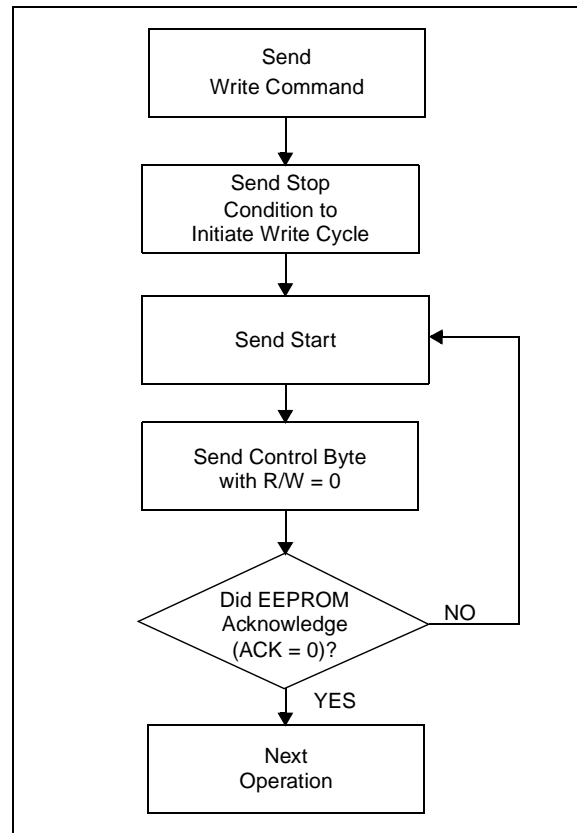 Send
Write Command
Send Stop
Condition to
Initiate Write Cycle
Send Start
Send Control Byte
with R/W = 0
Did EEPROM
Acknowledge
(ACK = 0)?
NO
YES
Next
Operation